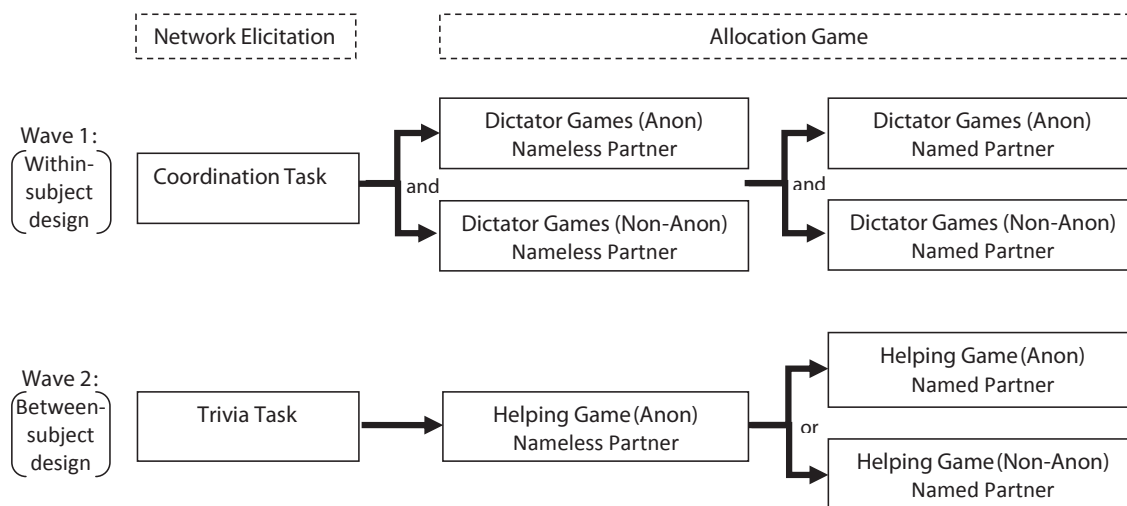 Network Elicitation
Allocation Game
Wave 1:
Within-
subject
design
Coordination Task
and
Dictator Games (Anon)
Nameless Partner
Dictator Games (Non-Anon)
Nameless Partner
and
Dictator Games (Anon)
Named Partner
Dictator Games (Non-Anon)
Named Partner
Wave 2:
Between-
subject
design
Trivia Task
Helping Game (Anon)
Nameless Partner
or
Helping Game (Anon)
Named Partner
Helping Game (Non-Anon)
Named Partner